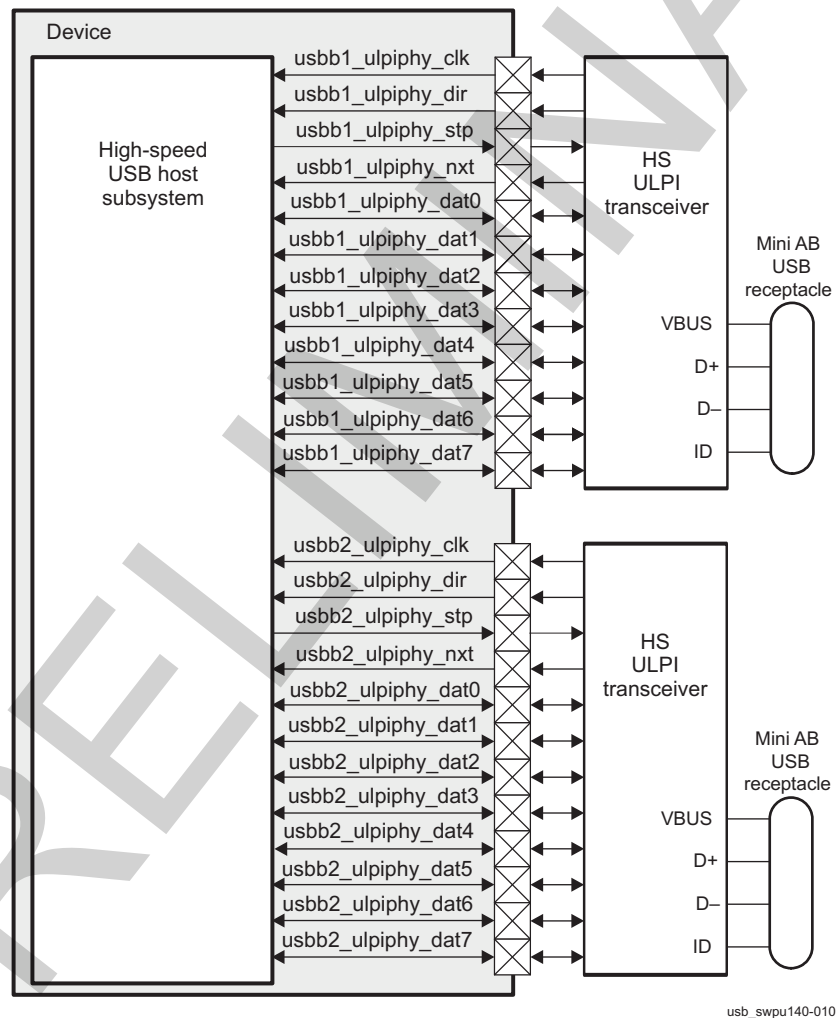 Device
High-speed
USB host
subsystem
usbb1_ulpiphy_clk
usbb1_ulpiphy_dir
usbb1_ulpiphy_stp
usbb1_ulpiphy_nxt
usbb1_ulpiphy_dat0
usbb1_ulpiphy_dat1
usbb1_ulpiphy_dat2
usbb1_ulpiphy_dat3
usbb1_ulpiphy_dat4
usbb1_ulpiphy_dat5
usbb1_ulpiphy_dat6
usbb1_ulpiphy_dat7
HS
ULPI
transceiver
VBUS
D+
D–
ID
Mini AB
USB
receptacle
usbb2_ulpiphy_clk
usbb2_ulpiphy_dir
usbb2_ulpiphy_stp
usbb2_ulpiphy_nxt
usbb2_ulpiphy_dat0
usbb2_ulpiphy_dat1
usbb2_ulpiphy_dat2
usbb2_ulpiphy_dat3
usbb2_ulpiphy_dat4
usbb2_ulpiphy_dat5
usbb2_ulpiphy_dat6
usbb2_ulpiphy_dat7
HS
ULPI
transceiver
VBUS
D+
D–
ID
Mini AB
USB
receptacle
usb_swpu140-010